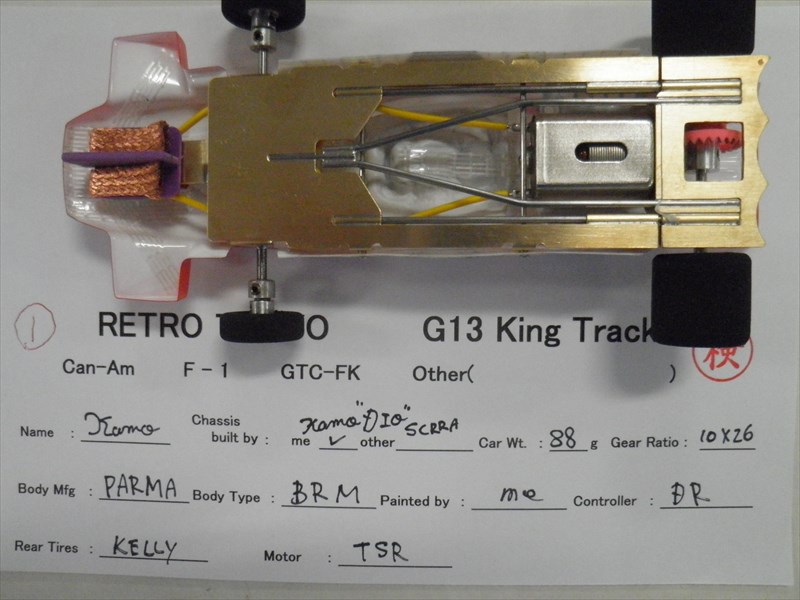 ① RETRO T O G13 King Track
Can-Am F-1 GTC-FK Other( ) 検
Name : Kamo Chassis built by : me ✓ other Kamo "DIO" SCRRA Car Wt. : 88 g Gear Ratio : 10X26
Body Mfg : PARMA Body Type : BRM Painted by : me Controller : DR
Rear Tires : KELLY Motor : TSR